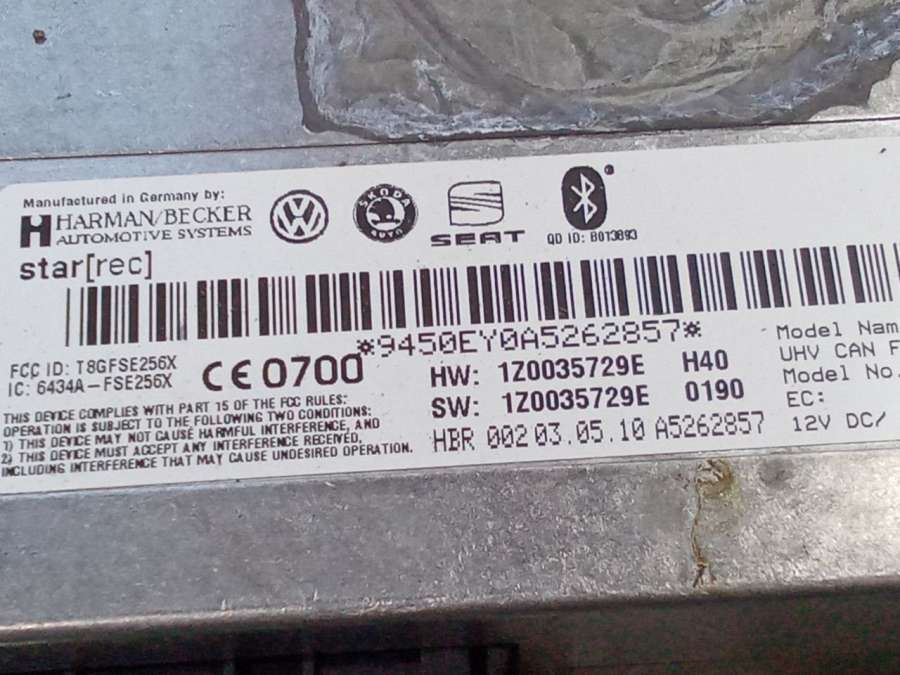 Manufactured in Germany by:
HARMAN/BECKER
AUTOMOTIVE SYSTEMS
ŠKODA
AUTO
SEAT
QD ID: B013893
star[rec]
*9450EY0A5262857*
FCC ID: T8GFSE256X
IC: 6434A-FSE256X
CE 0700
HW: 1Z0035729E H40
SW: 1Z0035729E 0190
HBR 002 03.05.10 A5262857
THIS DEVICE COMPLIES WITH PART 15 OF THE FCC RULES:
OPERATION IS SUBJECT TO THE FOLLOWING TWO CONDITIONS:
1) THIS DEVICE MAY NOT CAUSE HARMFUL INTERFERENCE, AND
2) THIS DEVICE MUST ACCEPT ANY INTERFERENCE RECEIVED,
INCLUDING INTERFERENCE THAT MAY CAUSE UNDESIRED OPERATION.
Model Nam
UHV CAN F
Model No.
EC:
12V DC/